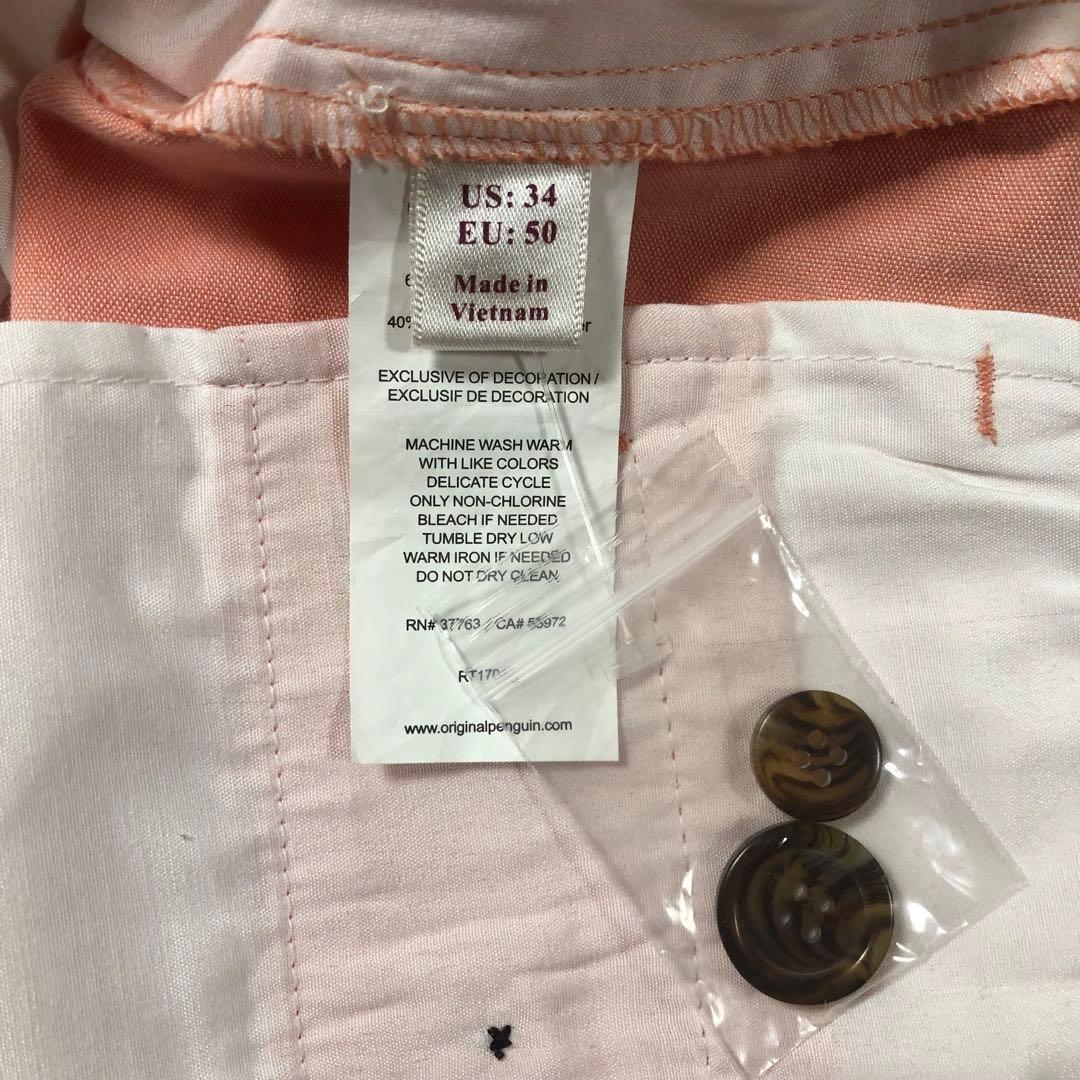 US: 34
EU: 50
Made in
Vietnam
40%
EXCLUSIVE OF DECORATION /
EXCLUSIF DE DECORATION
MACHINE WASH WARM
WITH LIKE COLORS
DELICATE CYCLE
ONLY NON-CHLORINE
BLEACH IF NEEDED
TUMBLE DRY LOW
WARM IRON IF NEEDED
DO NOT DRY CLEAN
RN# 37763 / CA#
www.originalpenguin.com